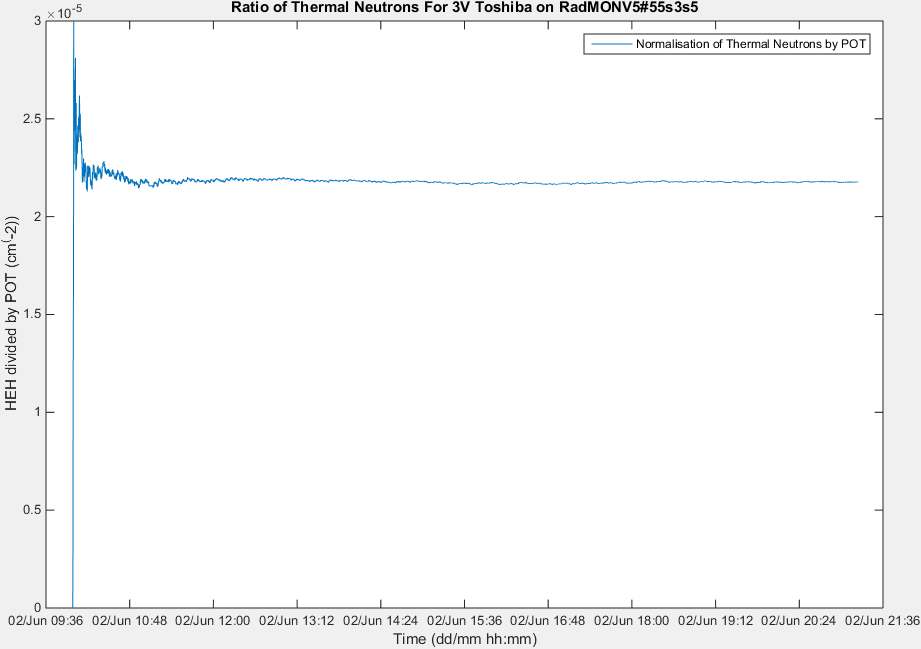 Ratio of Thermal Neutrons For 3V Toshiba on RadMONV5#55s3s5
×10-5
Normalisation of Thermal Neutrons by POT
3
2.5
2
1.5
1
0.5
0
HEH divided by POT (cm(-2))
02/Jun 09:36 02/Jun 10:48 02/Jun 12:00 02/Jun 13:12 02/Jun 14:24 02/Jun 15:36 02/Jun 16:48 02/Jun 18:00 02/Jun 19:12 02/Jun 20:24 02/Jun 21:36
Time (dd/mm hh:mm)